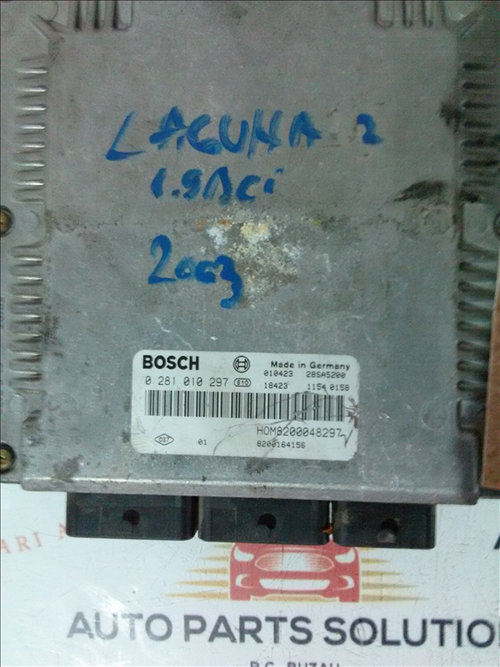 LAGUNA 2
1.9DCi
2003
BOSCH
Made in Germany
0 281 010 297 810
010423 28SA5200
18423 1154 0158
HOM8200048297
01 8200164156
AUTO PARTS SOLUTIO